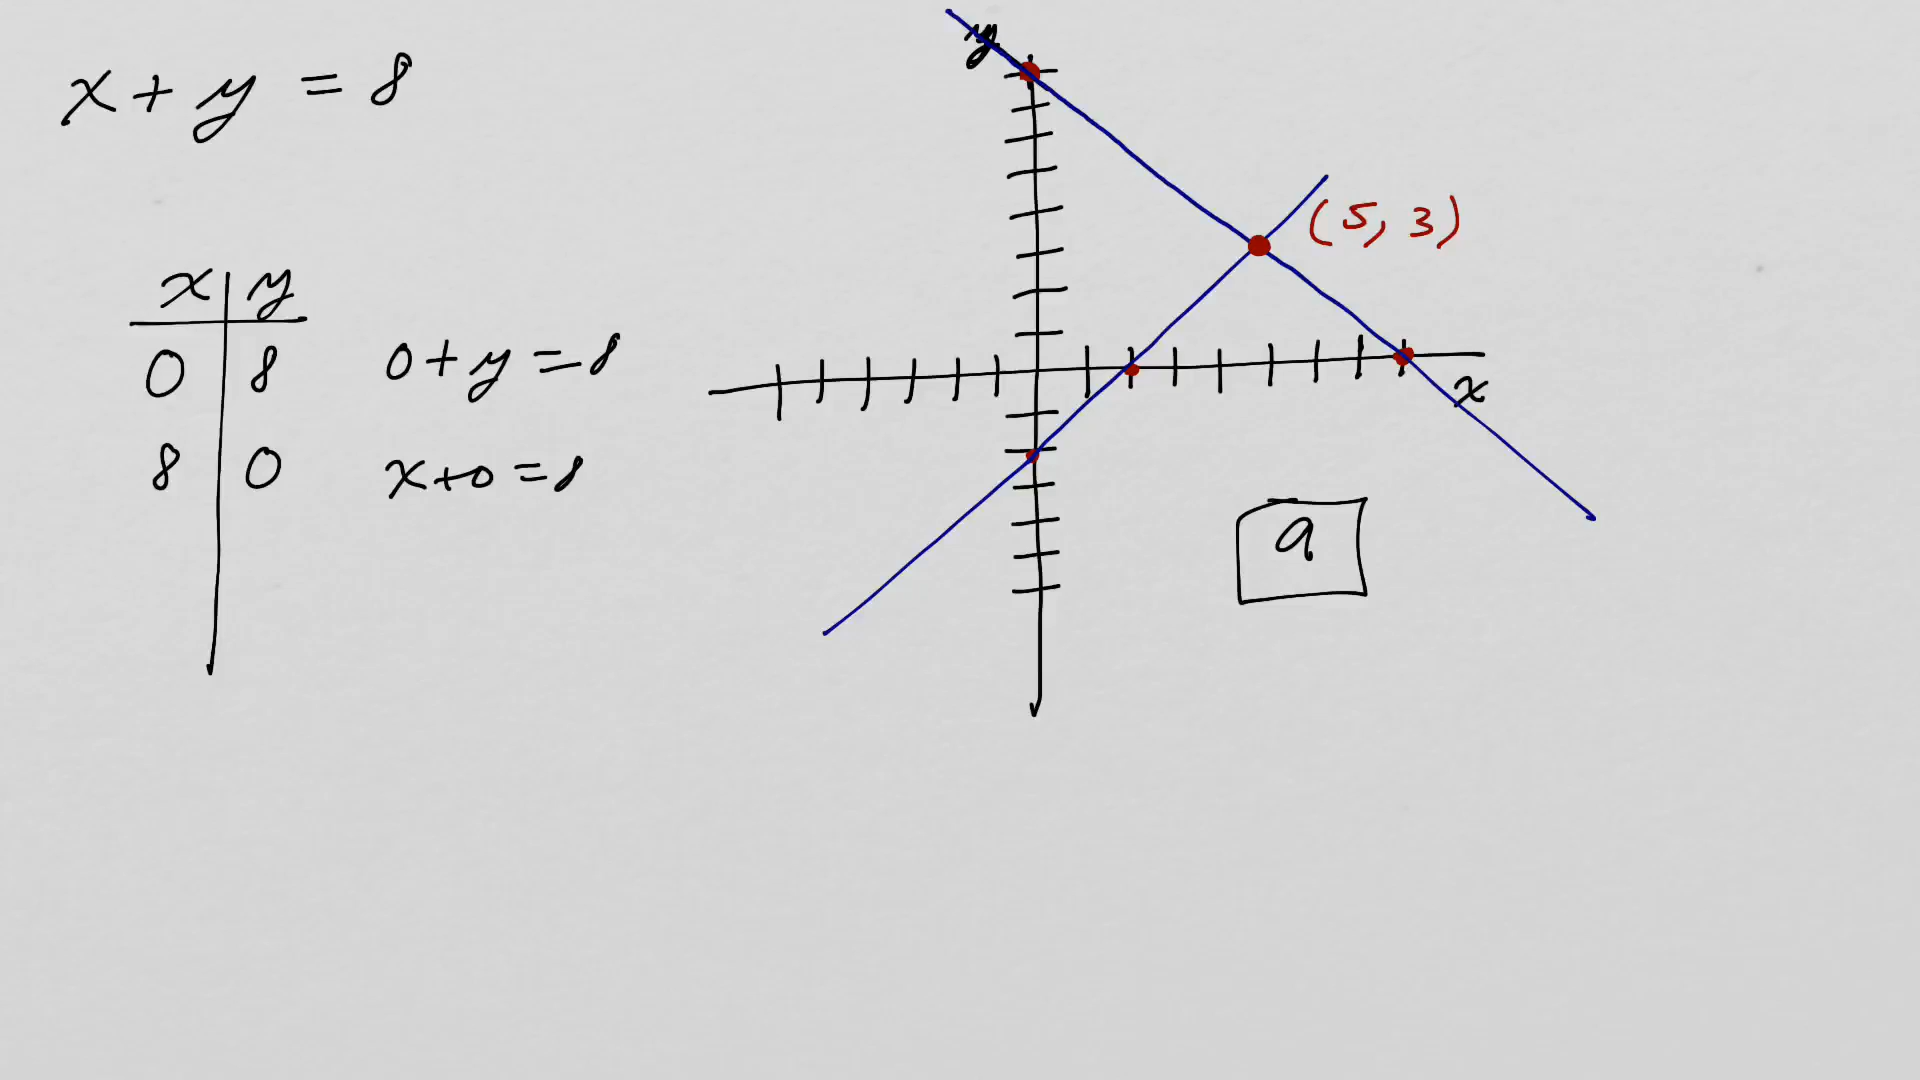 x + y = 8
x y
0 8 0 + y = 8
8 0 x + 0 = 8
y
(5, 3)
x
a